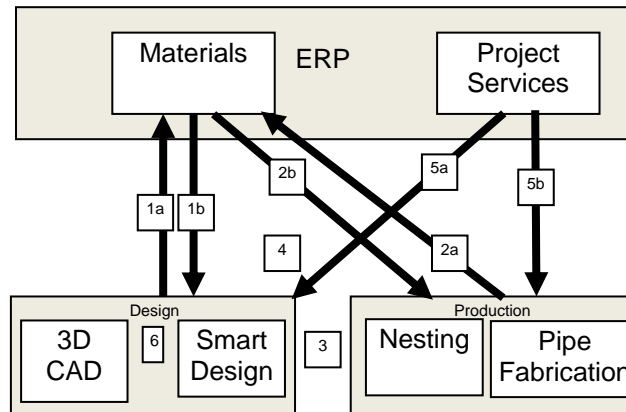 Materials
ERP
Project
Services
2b
5a
5b
1a
1b
4
2a
Design
Production
3D
CAD
6
Smart
Design
3
Nesting
Pipe
Fabrication